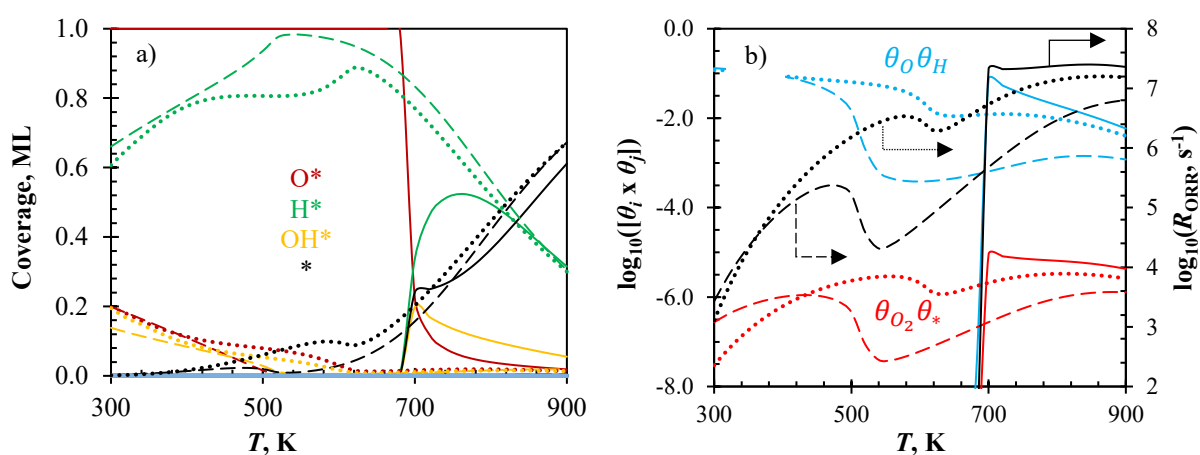 a)
Coverage, ML
1.0
0.8
0.6
0.4
0.2
0.0
O*
H*
OH*
*
300
500
700
900
T, K
b)
log10([θi x θj])
0.0
-2.0
-4.0
-6.0
-8.0
θOθH
θO2θ*
8
7
6
5
4
3
2
log10(RORR, s-1)
300
500
700
900
T, K